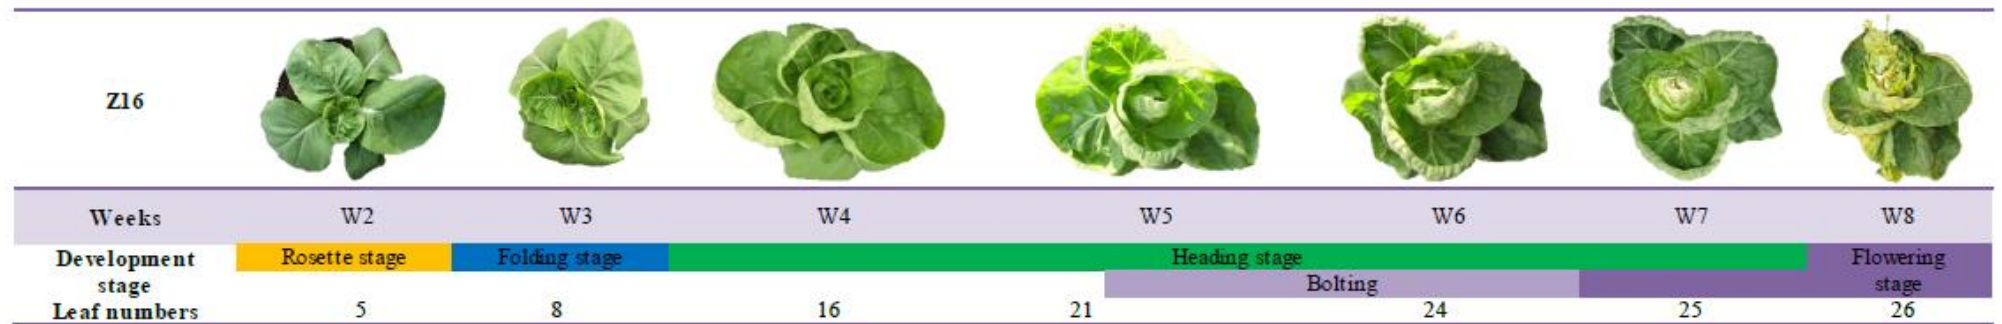 Z16
Weeks W2 W3 W4 W5 W6 W7 W8
Development Rosette stage Folding stage Heading stage Flowering
stage Bolting stage
Leaf numbers 5 8 16 21 24 25 26